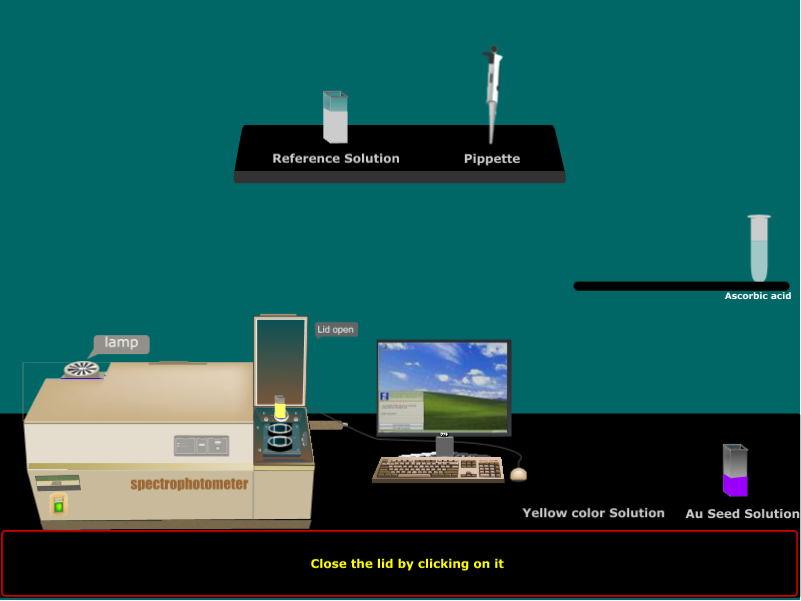 Reference Solution
Pippette
Ascorbic acid
Lid open
lamp
spectrophotometer
Yellow color Solution
Au Seed Solution
Close the lid by clicking on it